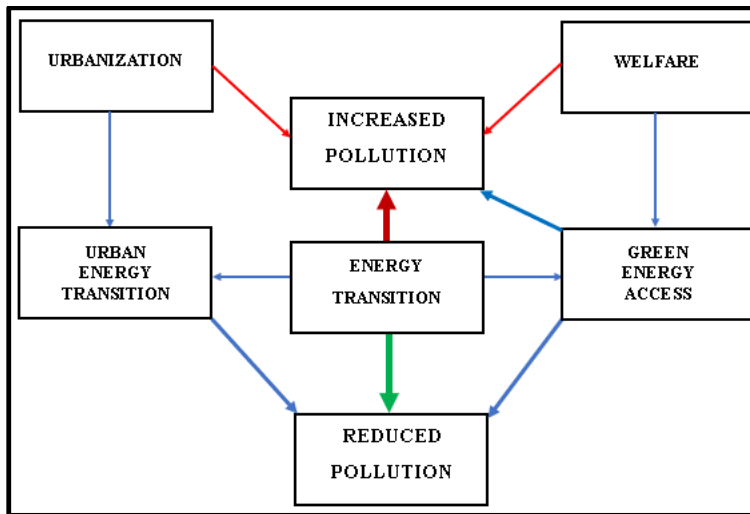 URBANIZATION
WELFARE
INCREASED
POLLUTION
URBAN
ENERGY
TRANSITION
ENERGY
TRANSITION
GREEN
ENERGY
ACCESS
REDUCED
POLLUTION